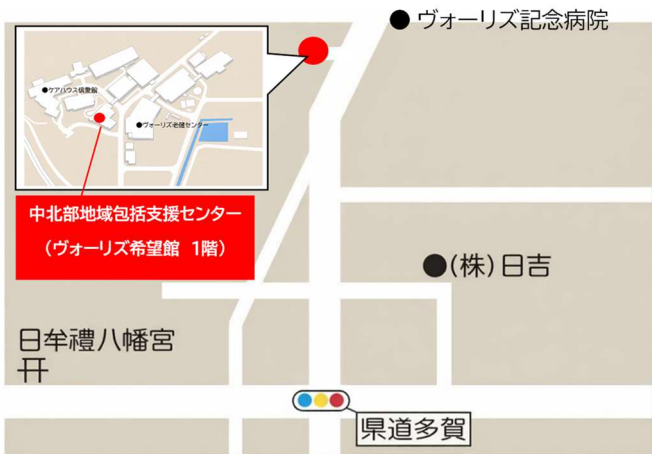 ●ヴォーリズ記念病院
●ケアハウス信愛館
●ヴォーリズ老健センター
中北部地域包括支援センター
（ヴォーリズ希望館 1階）
●(株)日吉
日牟禮八幡宮
県道多賀